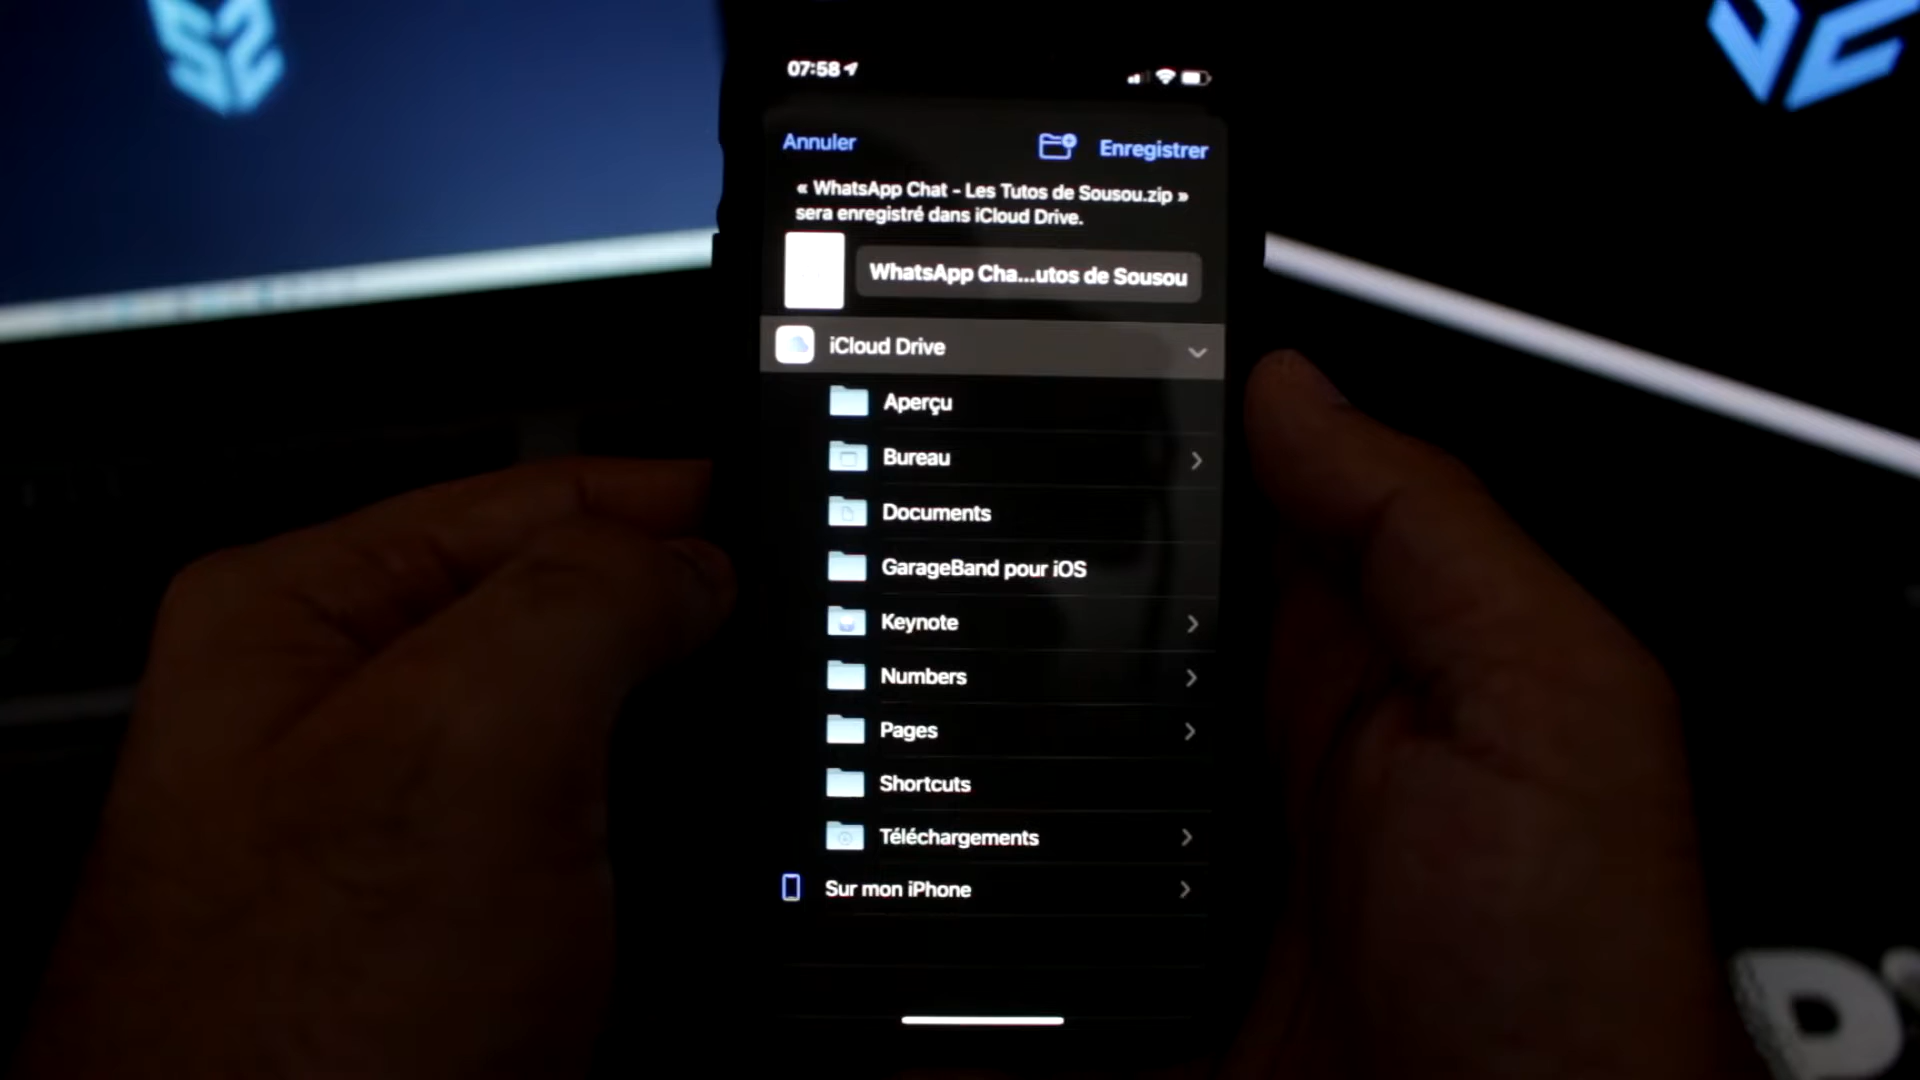 07:58
Annuler
Enregistrer
« WhatsApp Chat - Les Tutos de Sousou.zip »
sera enregistré dans iCloud Drive.
WhatsApp Cha...utos de Sousou
iCloud Drive
Aperçu
Bureau
Documents
GarageBand pour iOS
Keynote
Numbers
Pages
Shortcuts
Téléchargements
Sur mon iPhone